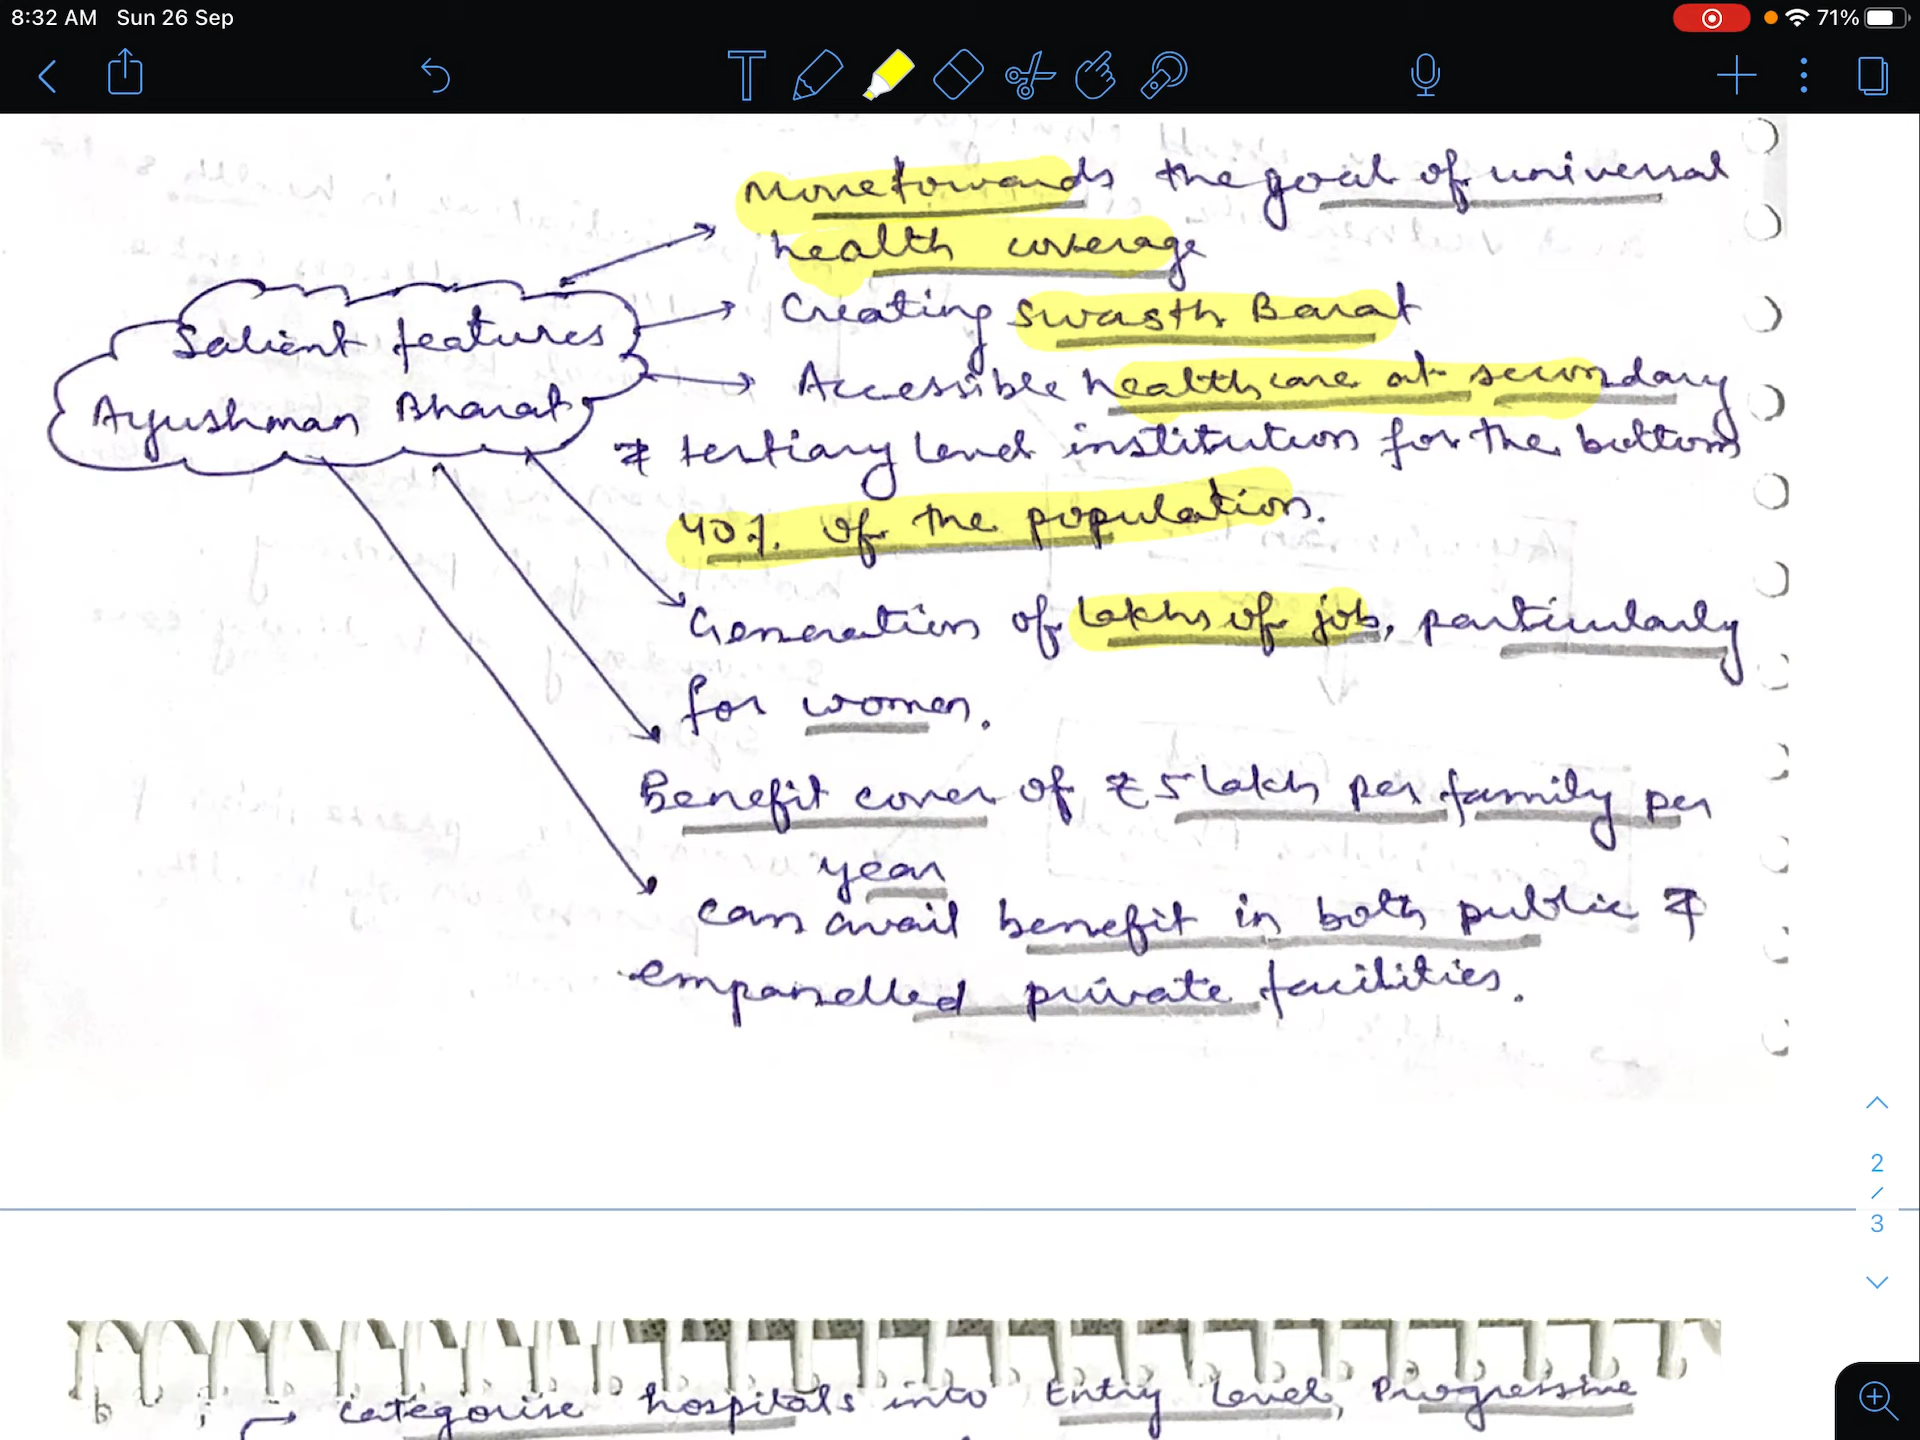 8:32 AM Sun 26 Sep
71%
T
Move towards the goal of universal
health coverage
Creating Swasth Barat
Salient features
Ayushman Bharat
Accessible healthcare at secondary
& tertiary level institution for the bottom
40% of the population.
Generation of lakhs of job, particularly
for women.
Benefit cover of ₹5 lakh per family per
year
Can avail benefit in both public &
empanelled private facilities.
2
/
3
→ Categorise hospitals into Entry level, Progressive